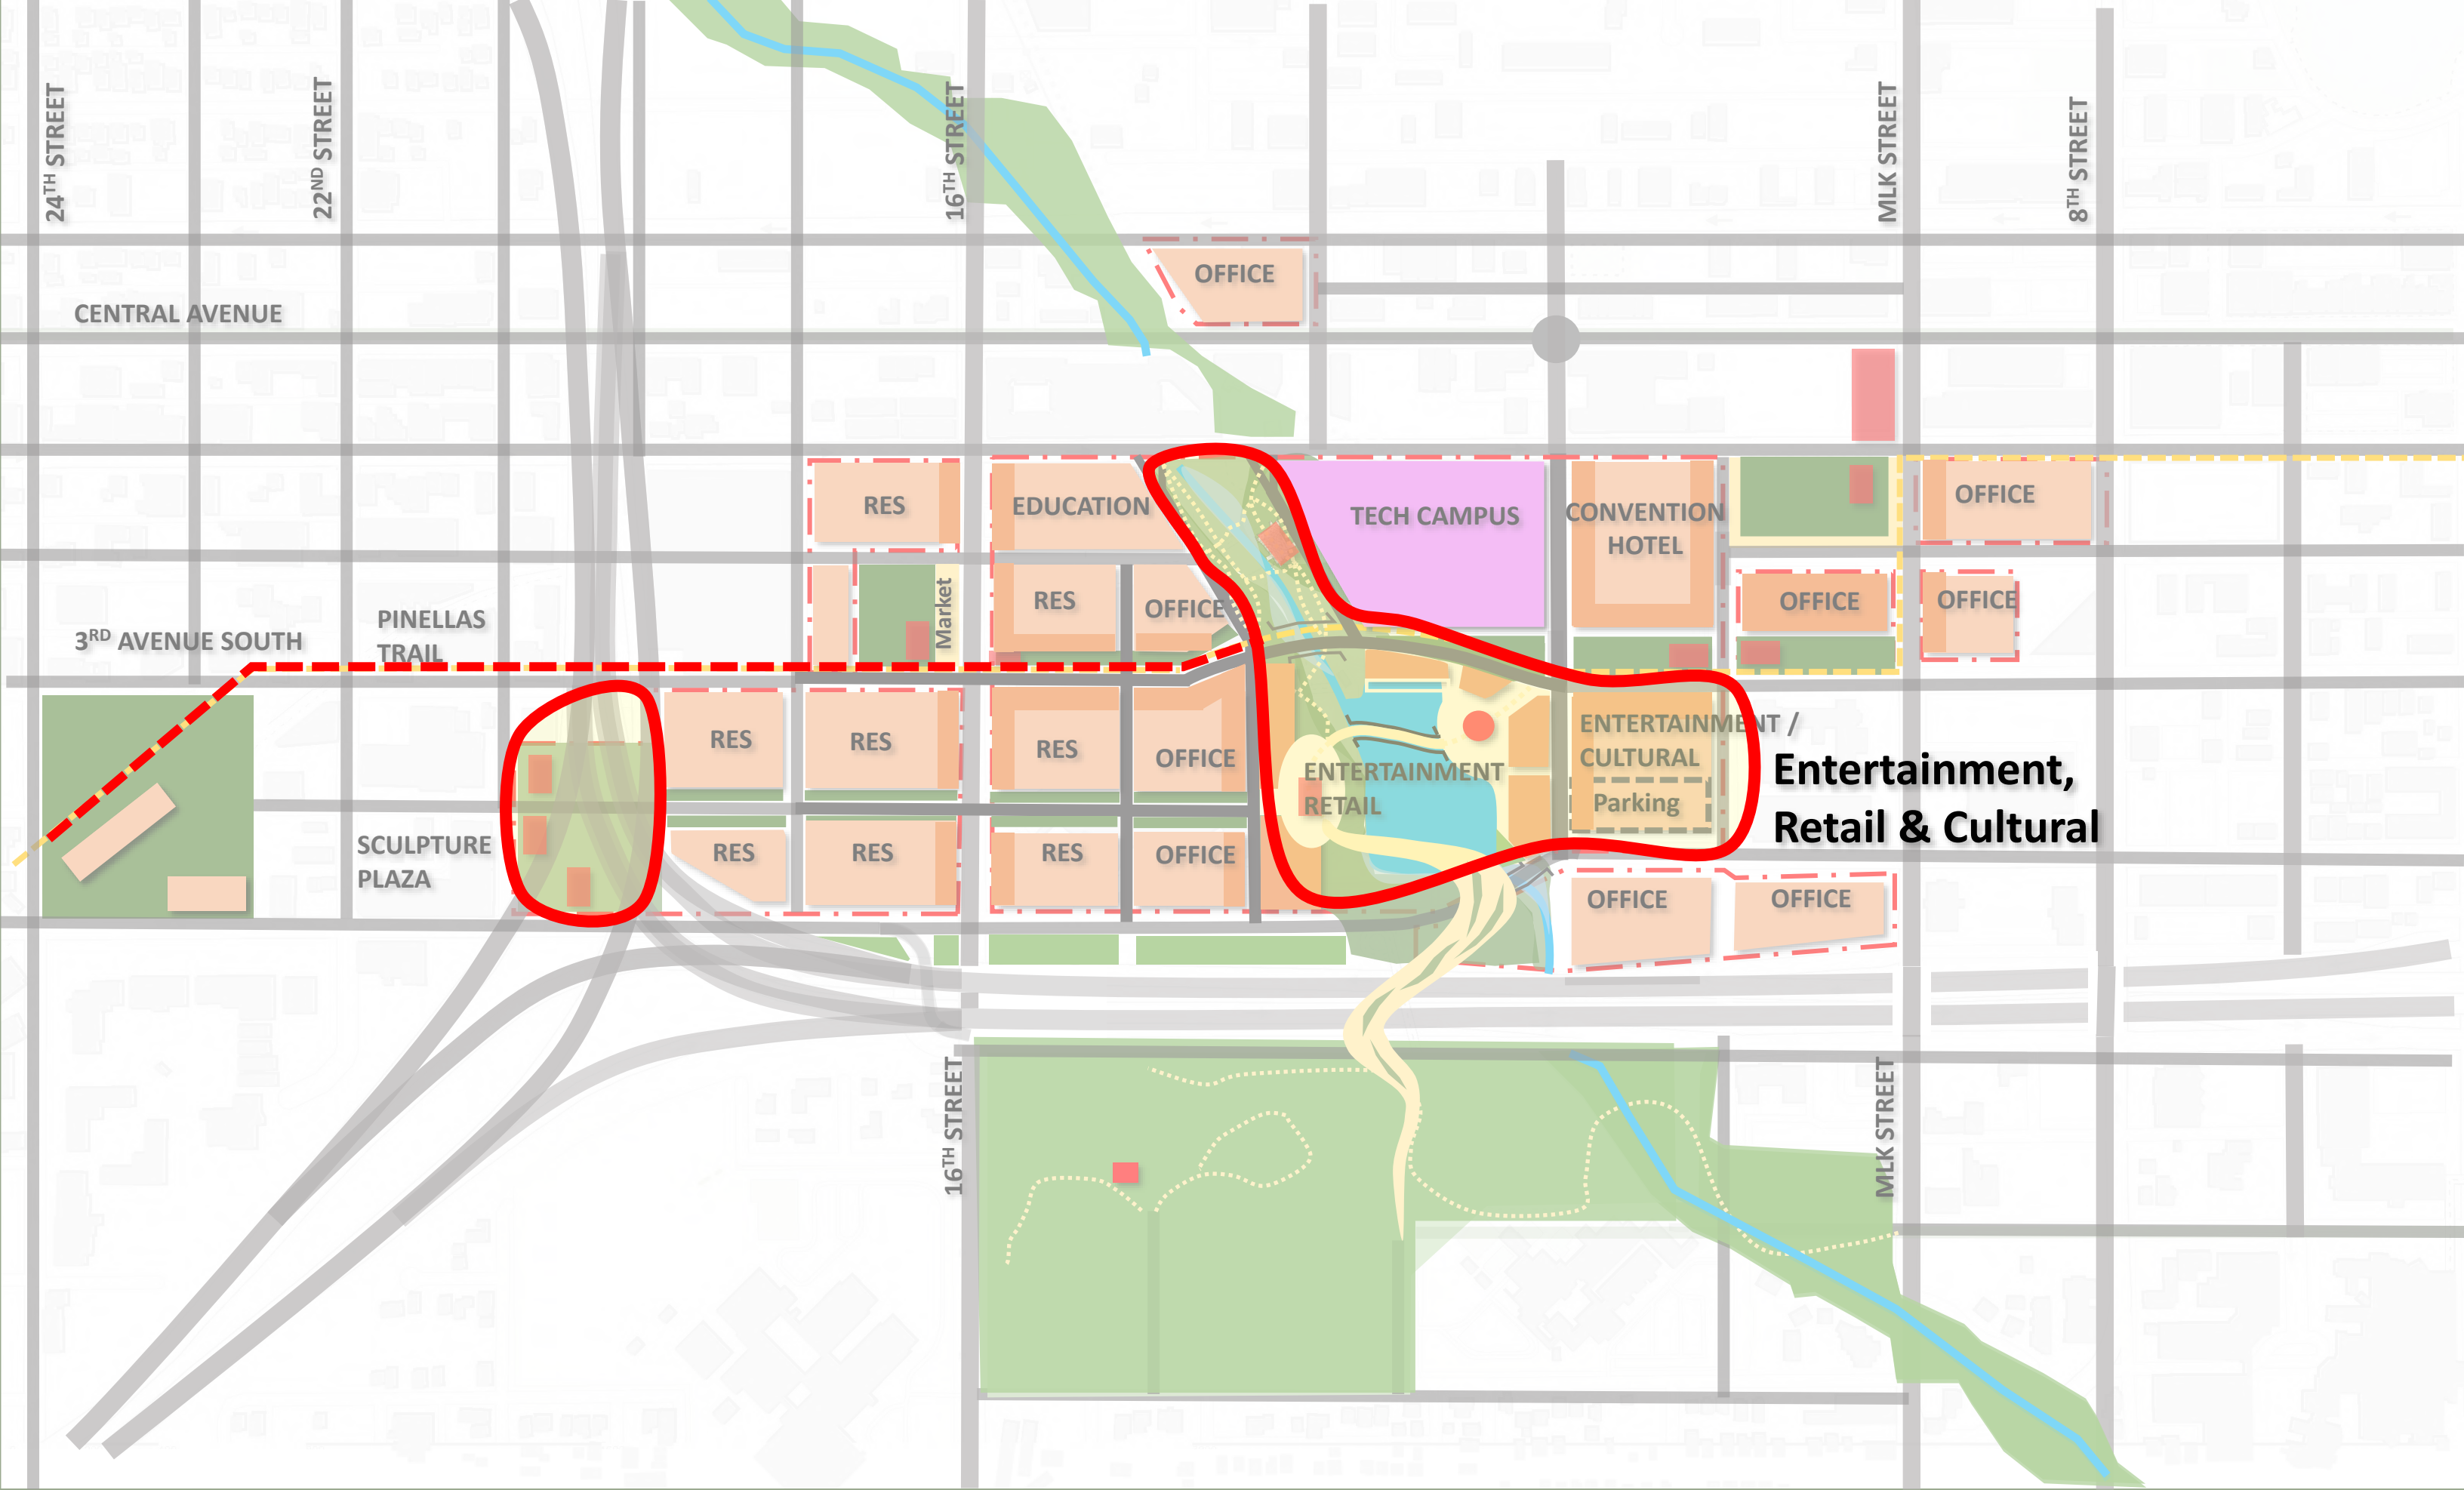 24TH STREET
22ND STREET
16TH STREET
MLK STREET
8TH STREET
OFFICE
CENTRAL AVENUE
RES
EDUCATION
TECH CAMPUS
CONVENTION
HOTEL
OFFICE
Market
RES
OFFICE
OFFICE
OFFICE
PINELLAS
TRAIL
3RD AVENUE SOUTH
RES
RES
RES
OFFICE
ENTERTAINMENT /
CULTURAL
Parking
ENTERTAINMENT
RETAIL
Entertainment,
Retail & Cultural
SCULPTURE
PLAZA
RES
RES
RES
OFFICE
OFFICE
OFFICE
16TH STREET
MLK STREET